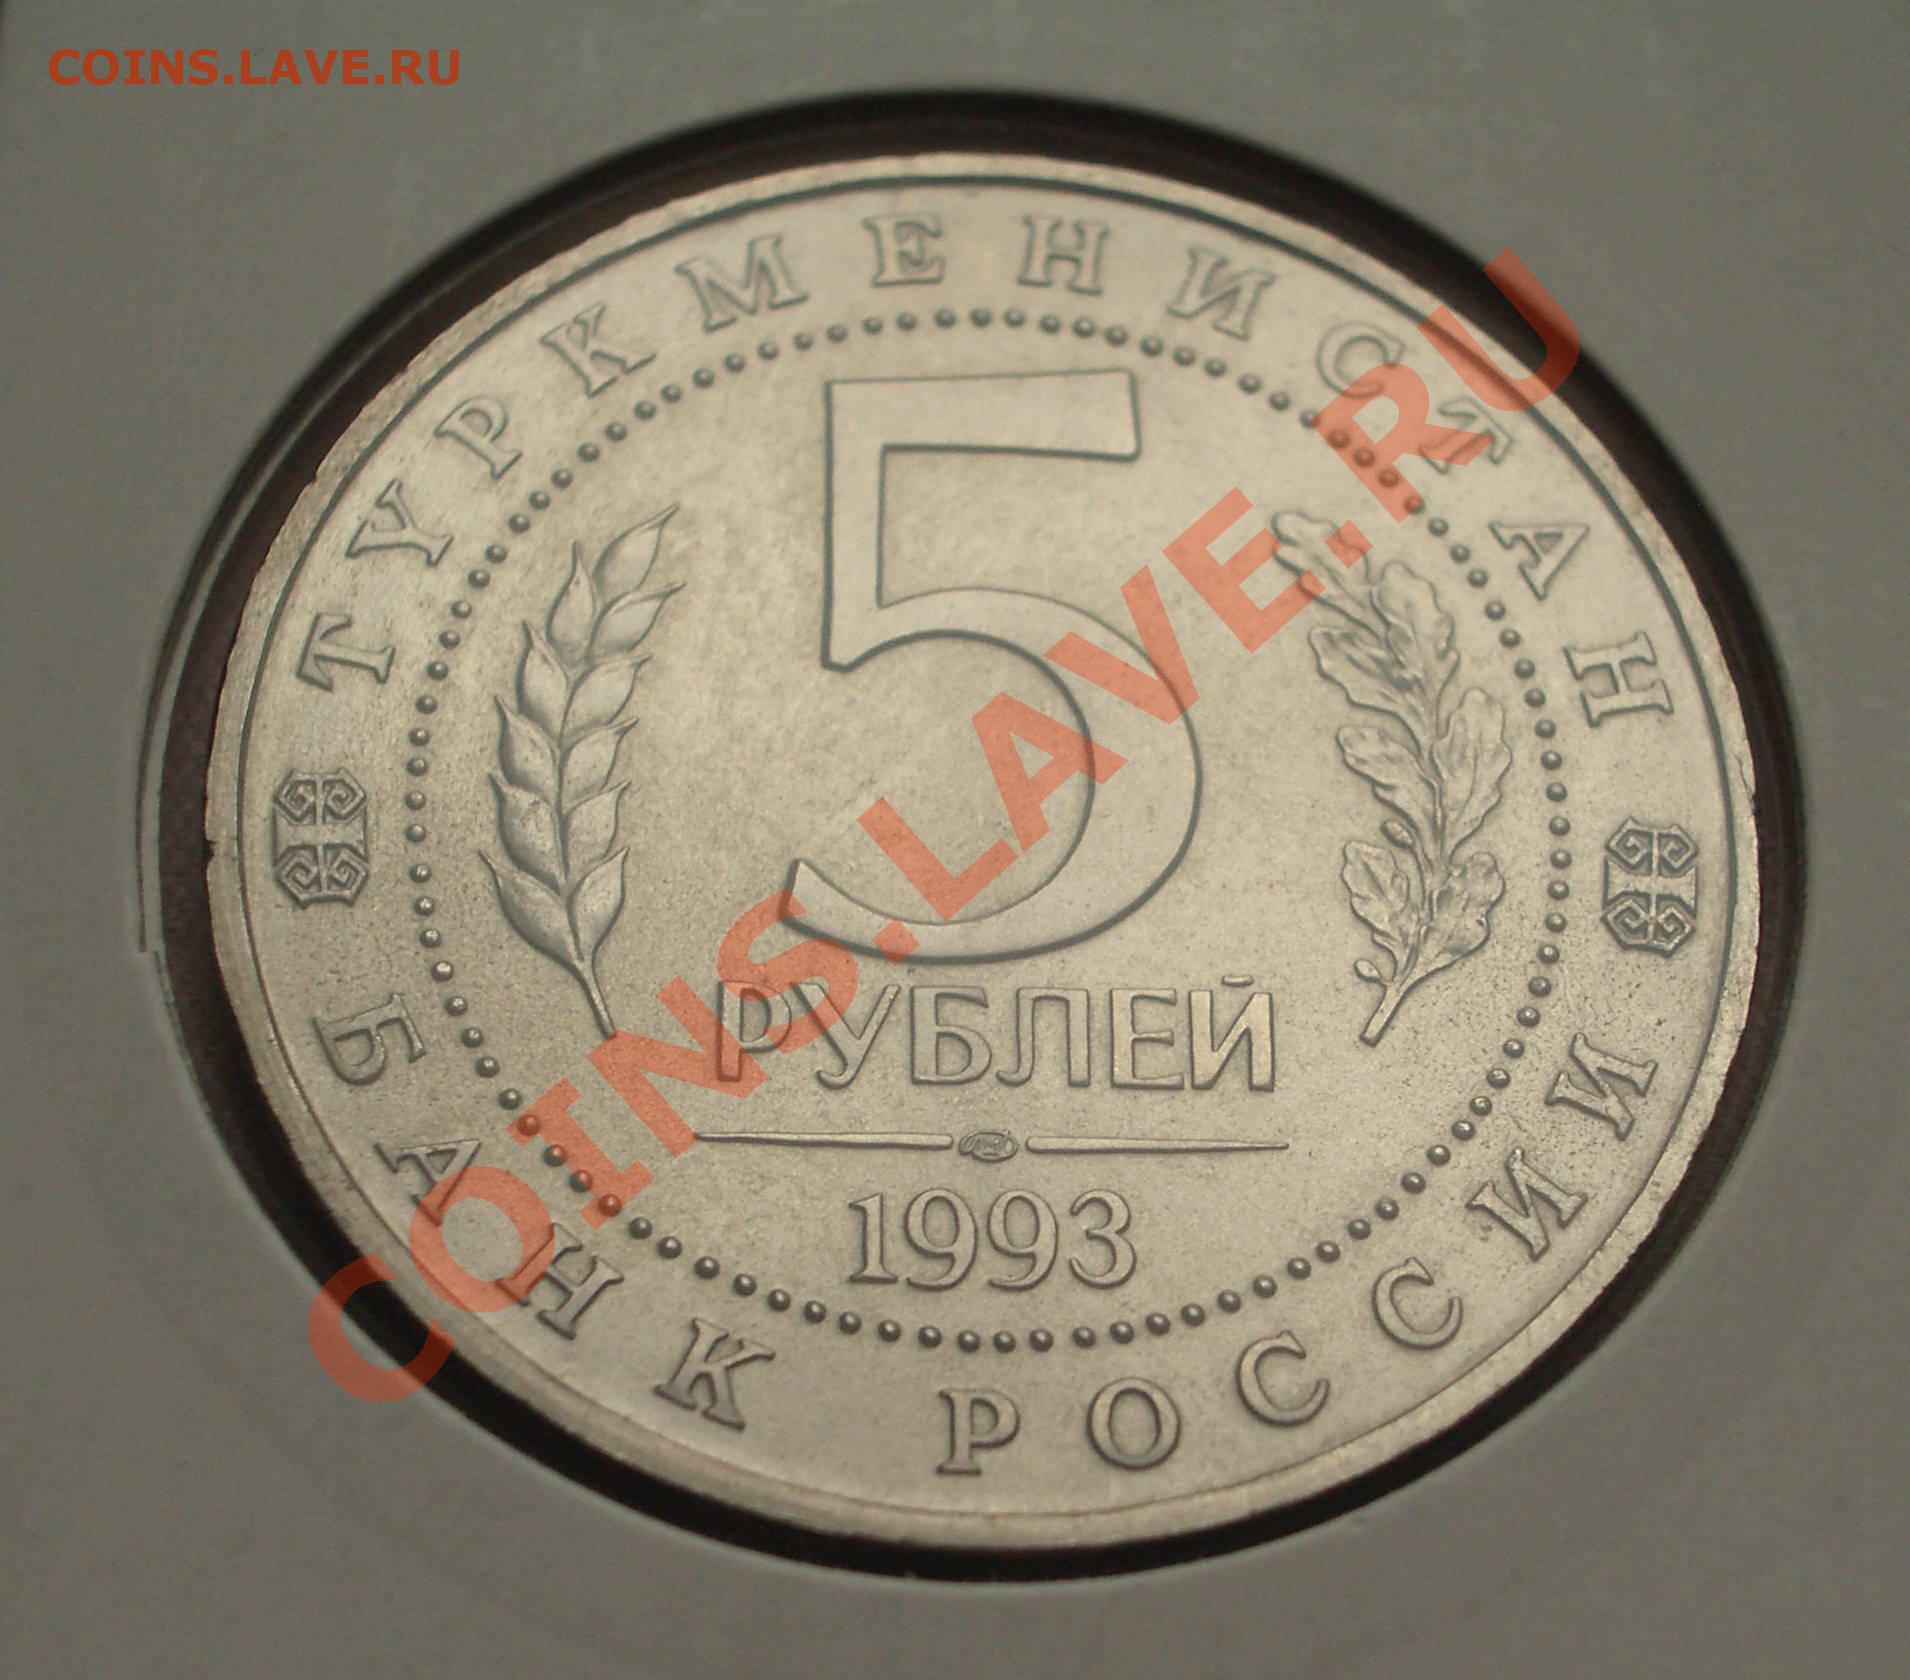 COINS.LAVE.RU
ТУРКМЕНИСТАН
5
РУБЛЕЙ
1993
БАНК РОССИИ
COINS.LAVE.RU